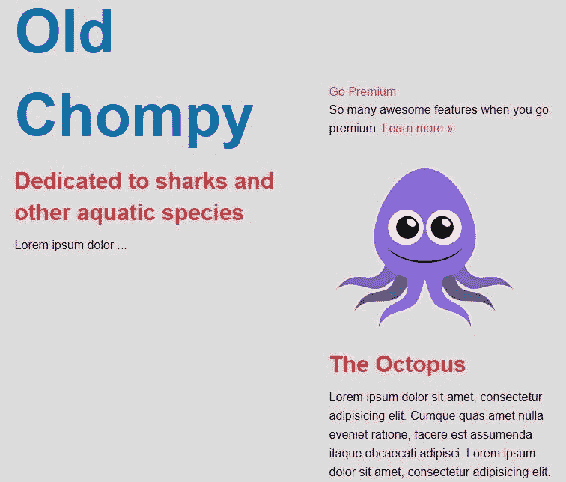 Old
Chompy
Dedicated to sharks and
other aquatic species
Lorem ipsum dolor ...
Go Premium
So many awesome features when you go
premium. Learn more »
The Octopus
Lorem ipsum dolor sit amet, consectetur
adipisicing elit. Cumque quas amet nulla
eveniet ratione, facere est assumenda
itaque obcaecati adipisci. Lorem ipsum
dolor sit amet, consectetur adipisicing elit.